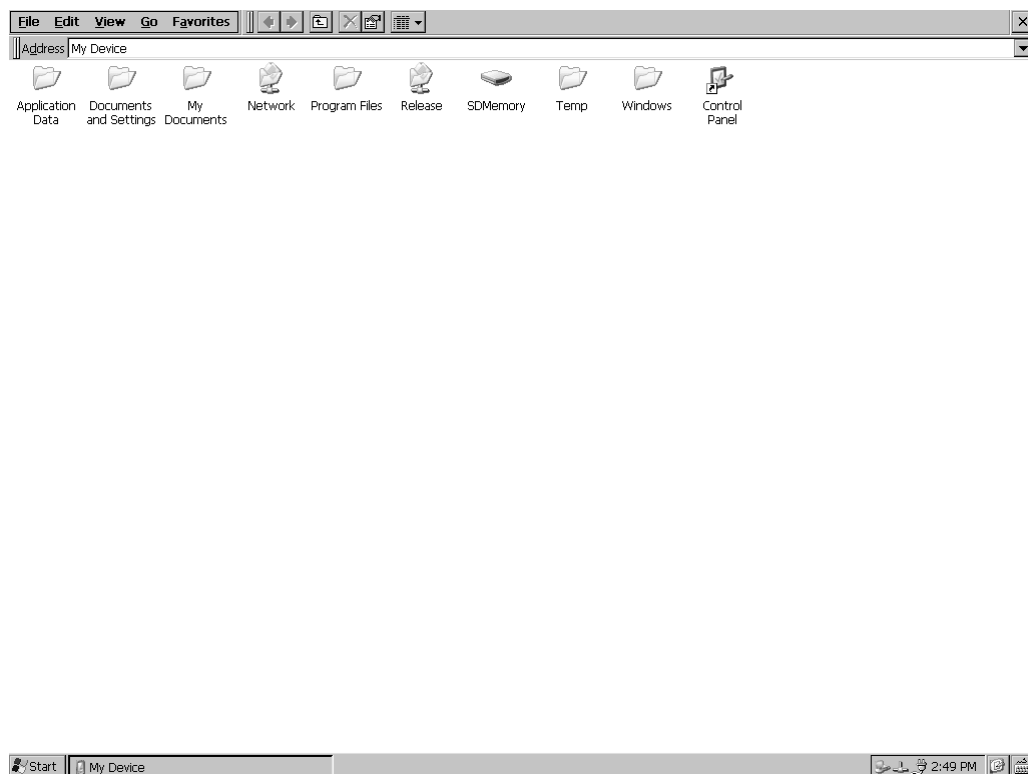 File Edit View Go Favorites
Address My Device
Application Data
Documents and Settings
My Documents
Network
Program Files
Release
SDMemory
Temp
Windows
Control Panel
Start My Device 2:49 PM